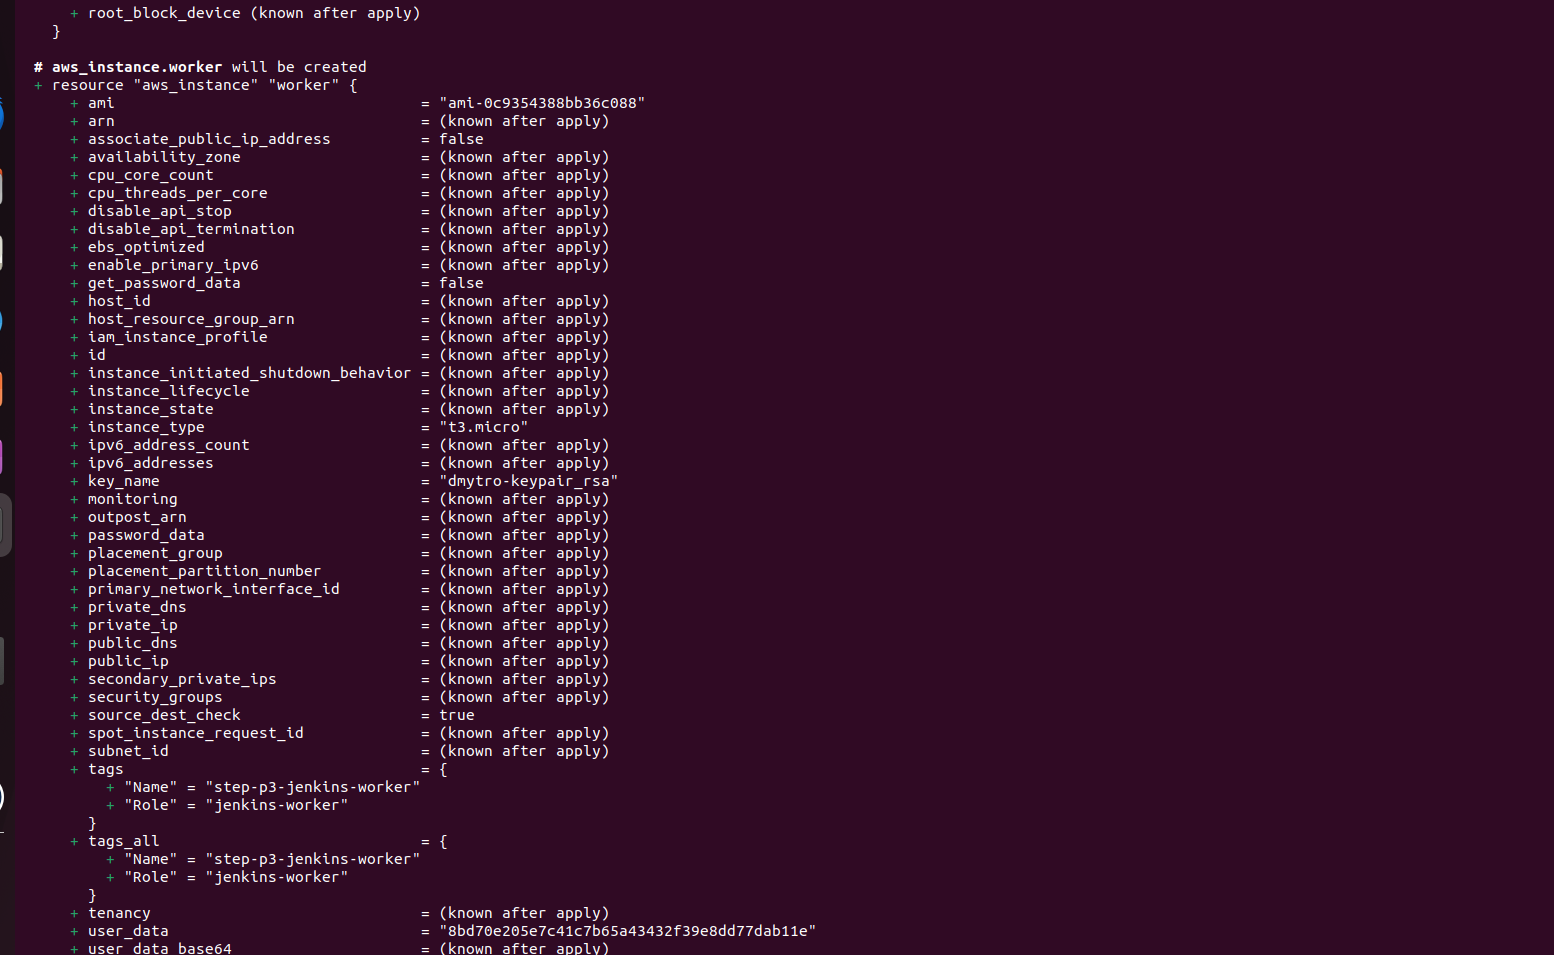 + root_block_device (known after apply)
}
# aws_instance.worker will be created
+ resource "aws_instance" "worker" {
+ ami = "ami-0c9354388bb36c088"
+ arn = (known after apply)
+ associate_public_ip_address = false
+ availability_zone = (known after apply)
+ cpu_core_count = (known after apply)
+ cpu_threads_per_core = (known after apply)
+ disable_api_stop = (known after apply)
+ disable_api_termination = (known after apply)
+ ebs_optimized = (known after apply)
+ enable_primary_ipv6 = (known after apply)
+ get_password_data = false
+ host_id = (known after apply)
+ host_resource_group_arn = (known after apply)
+ iam_instance_profile = (known after apply)
+ id = (known after apply)
+ instance_initiated_shutdown_behavior = (known after apply)
+ instance_lifecycle = (known after apply)
+ instance_state = (known after apply)
+ instance_type = "t3.micro"
+ ipv6_address_count = (known after apply)
+ ipv6_addresses = (known after apply)
+ key_name = "dmytro-keypair_rsa"
+ monitoring = (known after apply)
+ outpost_arn = (known after apply)
+ password_data = (known after apply)
+ placement_group = (known after apply)
+ placement_partition_number = (known after apply)
+ primary_network_interface_id = (known after apply)
+ private_dns = (known after apply)
+ private_ip = (known after apply)
+ public_dns = (known after apply)
+ public_ip = (known after apply)
+ secondary_private_ips = (known after apply)
+ security_groups = (known after apply)
+ source_dest_check = true
+ spot_instance_request_id = (known after apply)
+ subnet_id = (known after apply)
+ tags = {
+ "Name" = "step-p3-jenkins-worker"
+ "Role" = "jenkins-worker"
}
+ tags_all = {
+ "Name" = "step-p3-jenkins-worker"
+ "Role" = "jenkins-worker"
}
+ tenancy = (known after apply)
+ user_data = "8bd70e205e7c41c7b65a43432f39e8dd77dab11e"
+ user_data_base64 = (known after apply)